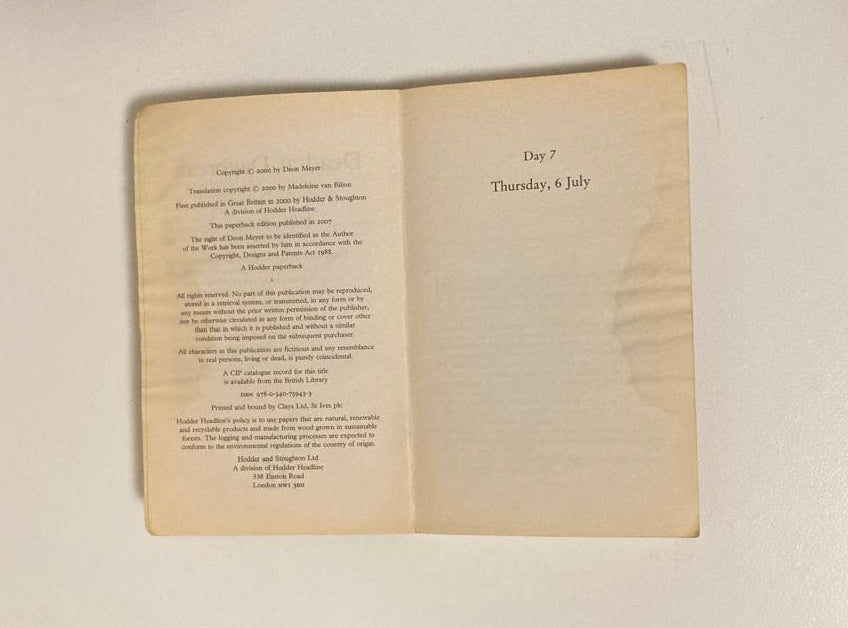 Copyright © 2000 by Deon Meyer
Translation copyright © 2000 by Madeleine van Biljon
First published in Great Britain in 2000 by Hodder & Stoughton
A division of Hodder Headline
This paperback edition published in 2007
The right of Deon Meyer to be identified as the Author
of the Work has been asserted by him in accordance with the
Copyright, Designs and Patents Act 1988.
A Hodder paperback
1
All rights reserved. No part of this publication may be reproduced,
stored in a retrieval system, or transmitted, in any form or by
any means without the prior written permission of the publisher,
nor be otherwise circulated in any form of binding or cover other
than that in which it is published and without a similar
condition being imposed on the subsequent purchaser.
All characters in this publication are fictitious and any resemblance
to real persons, living or dead, is purely coincidental.
A CIP catalogue record for this title
is available from the British Library
ISBN 978-0-340-73943-3
Printed and bound by Clays Ltd, St Ives plc
Hodder Headline's policy is to use papers that are natural, renewable
and recyclable products and made from wood grown in sustainable
forests. The logging and manufacturing processes are expected to
conform to the environmental regulations of the country of origin.
Hodder and Stoughton Ltd
A division of Hodder Headline
338 Euston Road
London NW1 3BH
Day 7
Thursday, 6 July